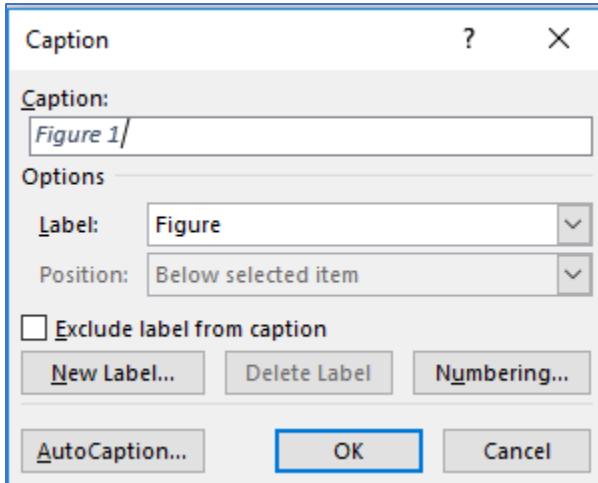 Caption ? X
Caption:
Figure 1
Options
Label: Figure
Position: Below selected item
Exclude label from caption
New Label... Delete Label Numbering...
AutoCaption... OK Cancel